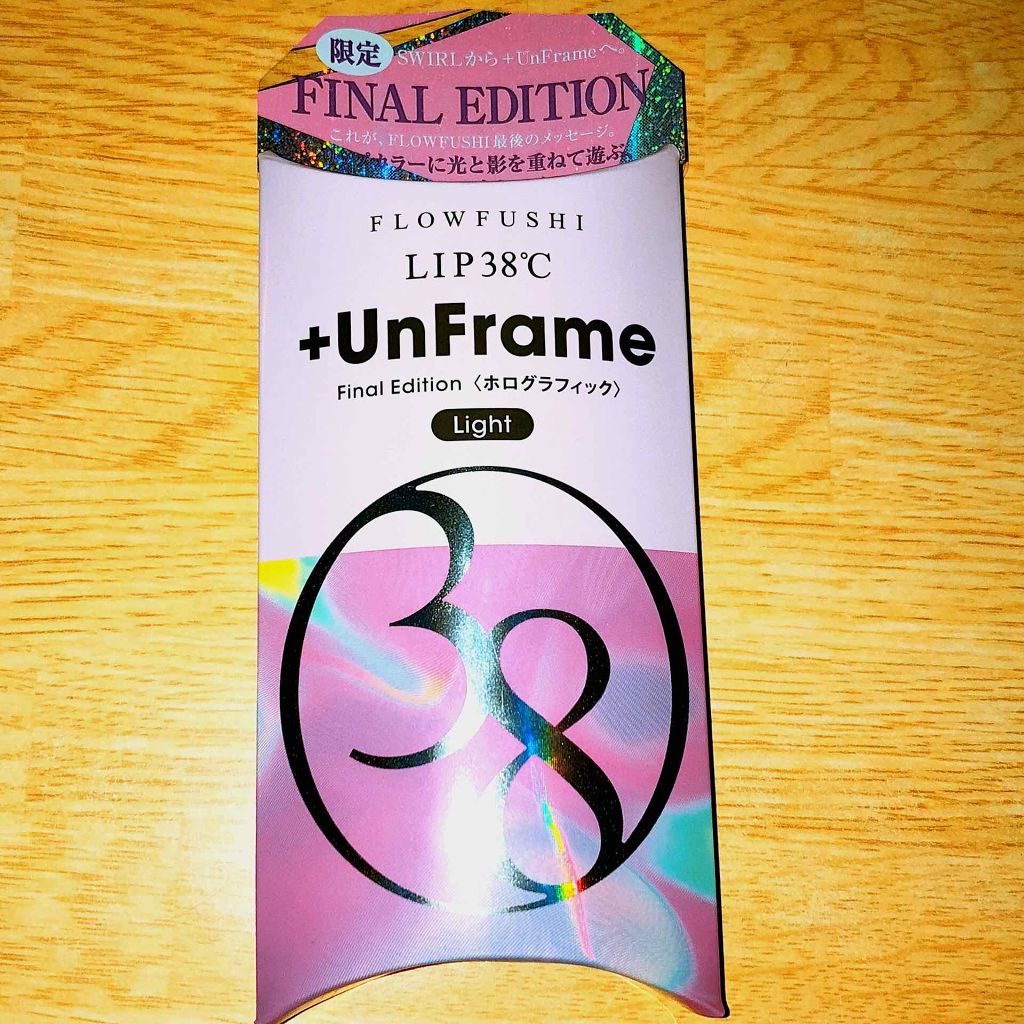 限定
SWIRLから+UnFrameへ。
FINAL EDITION
これが、FLOWFUSHI最後のメッセージ。
カラーに光と影を重ねて遊ぶ
FLOWFUSHI
LIP38℃
+UnFrame
Final Edition〈ホログラフィック〉
Light
38